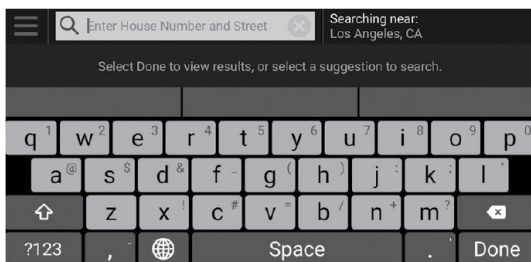 Enter House Number and Street
Searching near:
Los Angeles, CA
Select Done to view results, or select a suggestion to search.
q 1 w 2 e 3 r 4 t 5 y 6 u 7 i 8 o 9 p 0
a @ s $ d & f _ g ( h ) j : k ; l '
z x ! c # v = b / n + m ?
?123 , - Space . ' Done